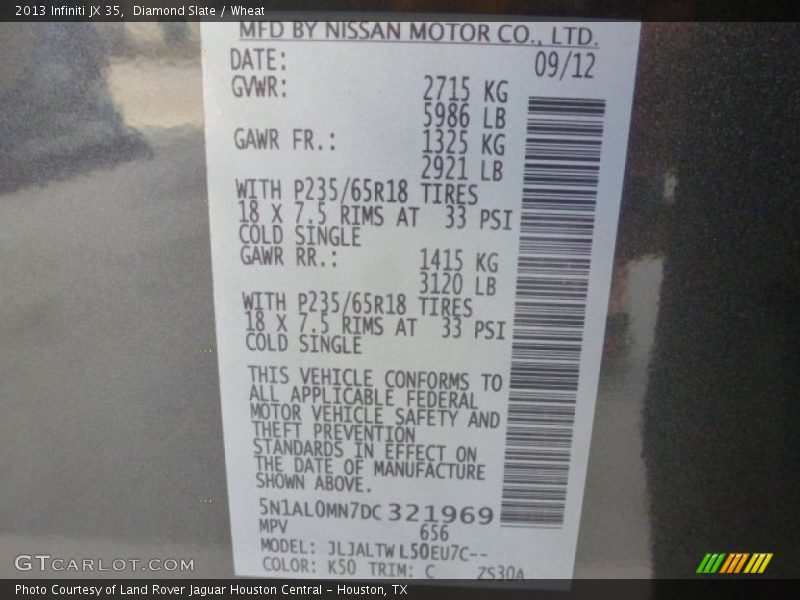 2013 Infiniti JX 35, Diamond Slate / Wheat
MFD BY NISSAN MOTOR CO., LTD.
DATE: 09/12
GVWR: 2715 KG
5986 LB
GAWR FR.: 1325 KG
2921 LB
WITH P235/65R18 TIRES
18 X 7.5 RIMS AT 33 PSI
COLD SINGLE
GAWR RR.: 1415 KG
3120 LB
WITH P235/65R18 TIRES
18 X 7.5 RIMS AT 33 PSI
COLD SINGLE
THIS VEHICLE CONFORMS TO
ALL APPLICABLE FEDERAL
MOTOR VEHICLE SAFETY AND
THEFT PREVENTION
STANDARDS IN EFFECT ON
THE DATE OF MANUFACTURE
SHOWN ABOVE.
5N1AL0MN7DC 321969
MPV 656
MODEL: JLJALTWL50EU7C--
COLOR: K50 TRIM: C ZS30A
GTCARLOT.COM
Photo Courtesy of Land Rover Jaguar Houston Central - Houston, TX